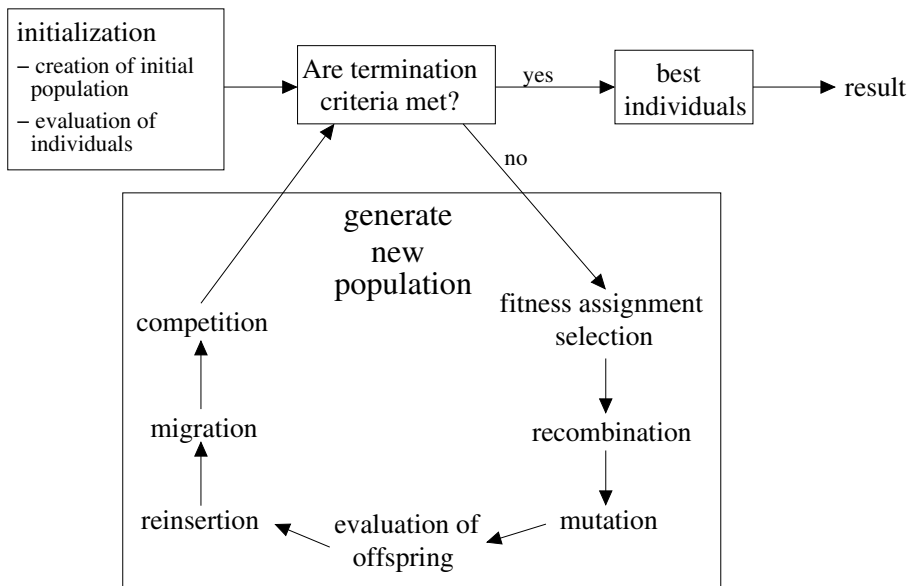 initialization
– creation of initial
population
– evaluation of
individuals
Are termination
criteria met?
yes
best
individuals
result
no
generate
new
population
fitness assignment
selection
recombination
mutation
evaluation of
offspring
reinsertion
migration
competition